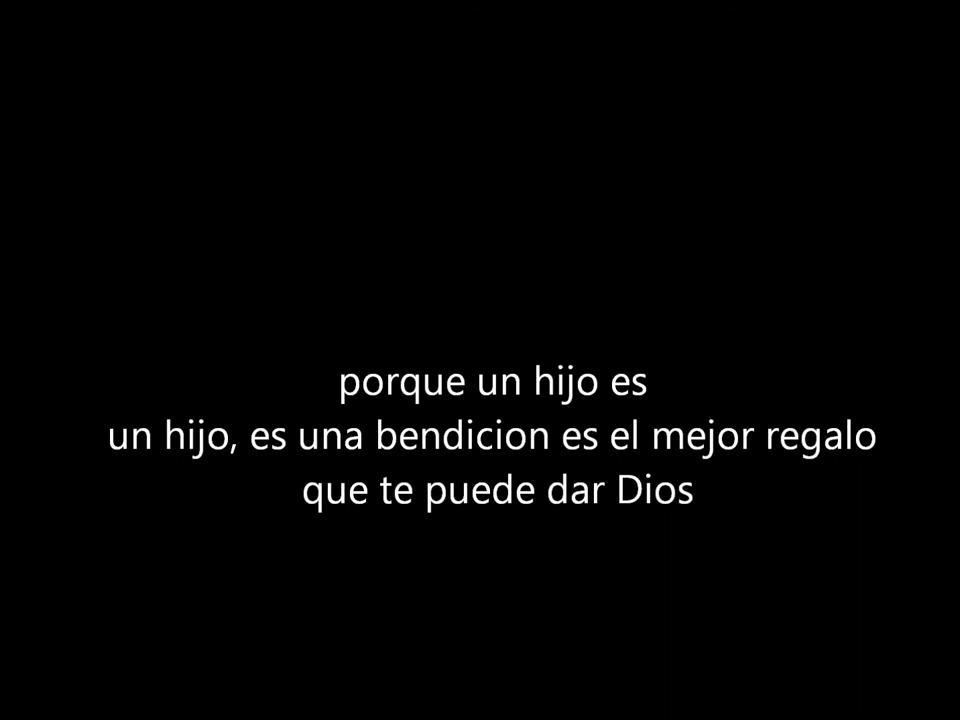 porque un hijo es
un hijo, es una bendicion es el mejor regalo
que te puede dar Dios